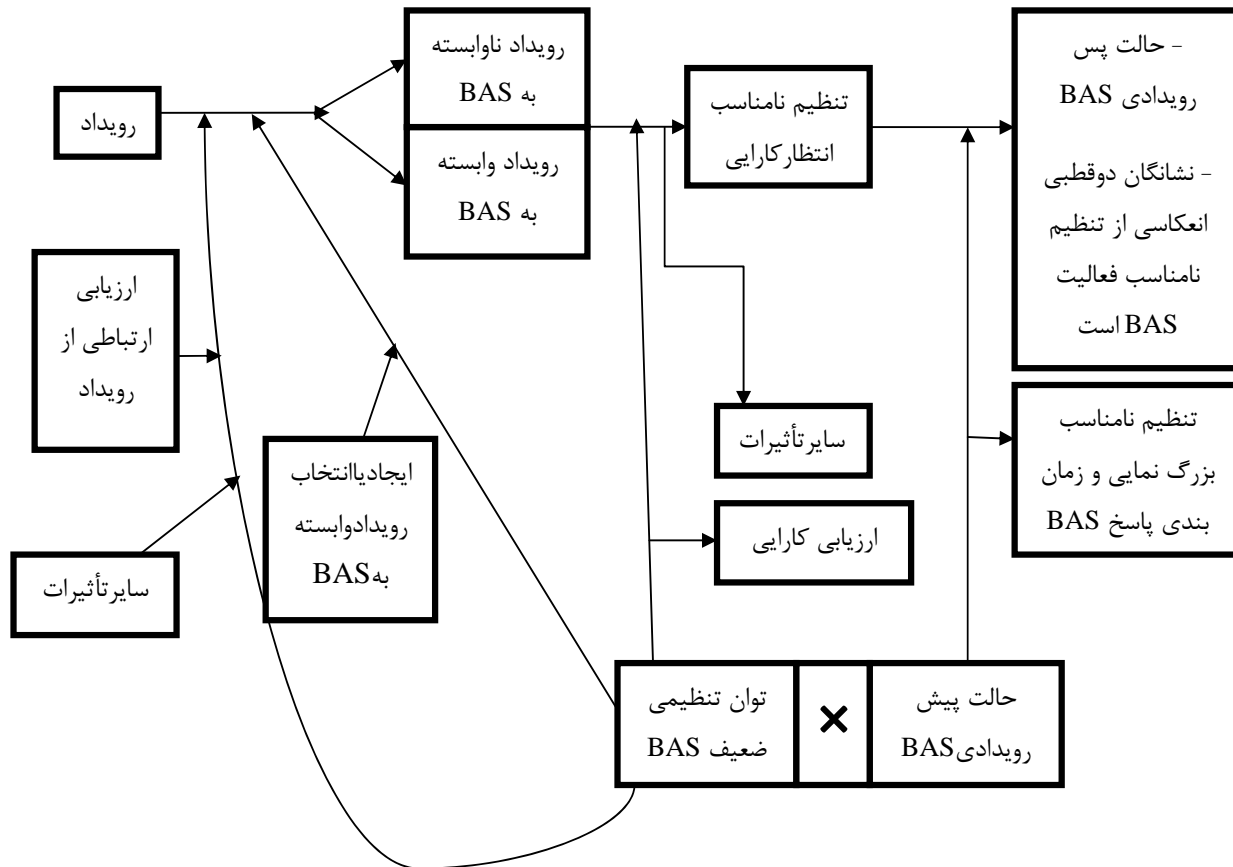 رویداد
رویداد ناوابسته
به BAS
رویداد وابسته
به BAS
تنظیم نامناسب
انتظارکارایی
- حالت پس
رویدادی BAS
- نشانگان دوقطبی
انعکاسی از تنظیم
نامناسب فعالیت
BAS است
ارزیابی
ارتباطی از
رویداد
سایرتأثیرات
ایجادیاانتخاب
رویدادوابسته
بهBAS
سایرتأثیرات
ارزیابی کارایی
تنظیم نامناسب
بزرگ نمایی و زمان
بندی پاسخ BAS
توان تنظیمی
ضعیف BAS
×
حالت پیش
رویدادیBAS